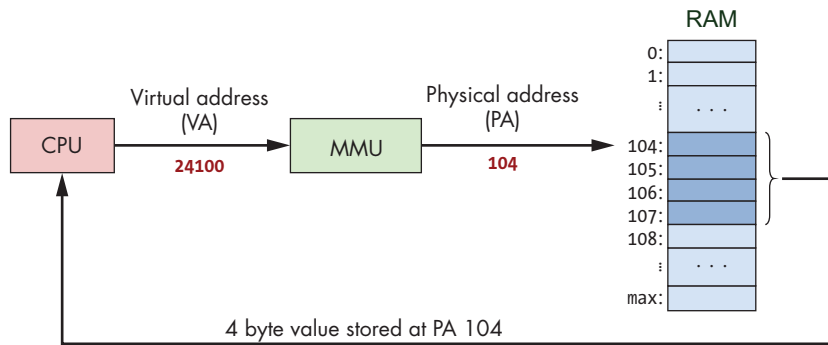 RAM
0:
1:
⋮
. . .
Virtual address
(VA)
Physical address
(PA)
CPU
MMU
24100
104
104:
105:
106:
107:
108:
⋮
. . .
max:
4 byte value stored at PA 104